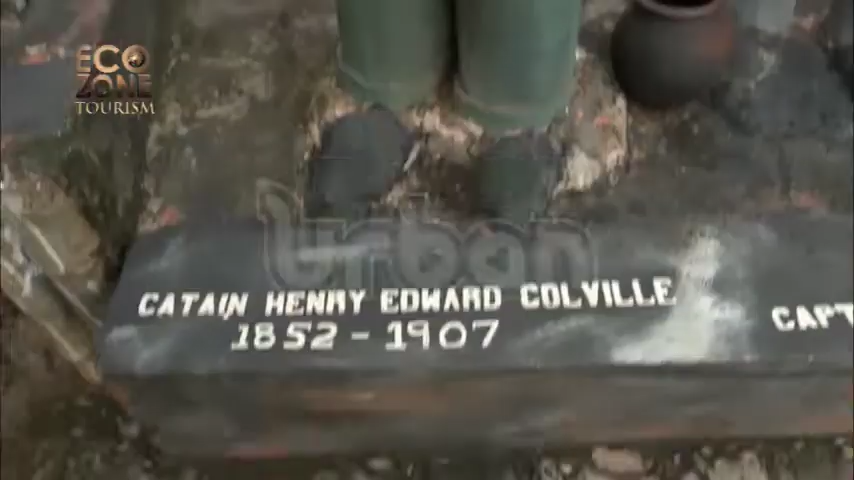 ECO
ZONE
TOURISM
Urban
CATAIN HENRY EDWARD COLVILLE
1852 - 1907
CAPT